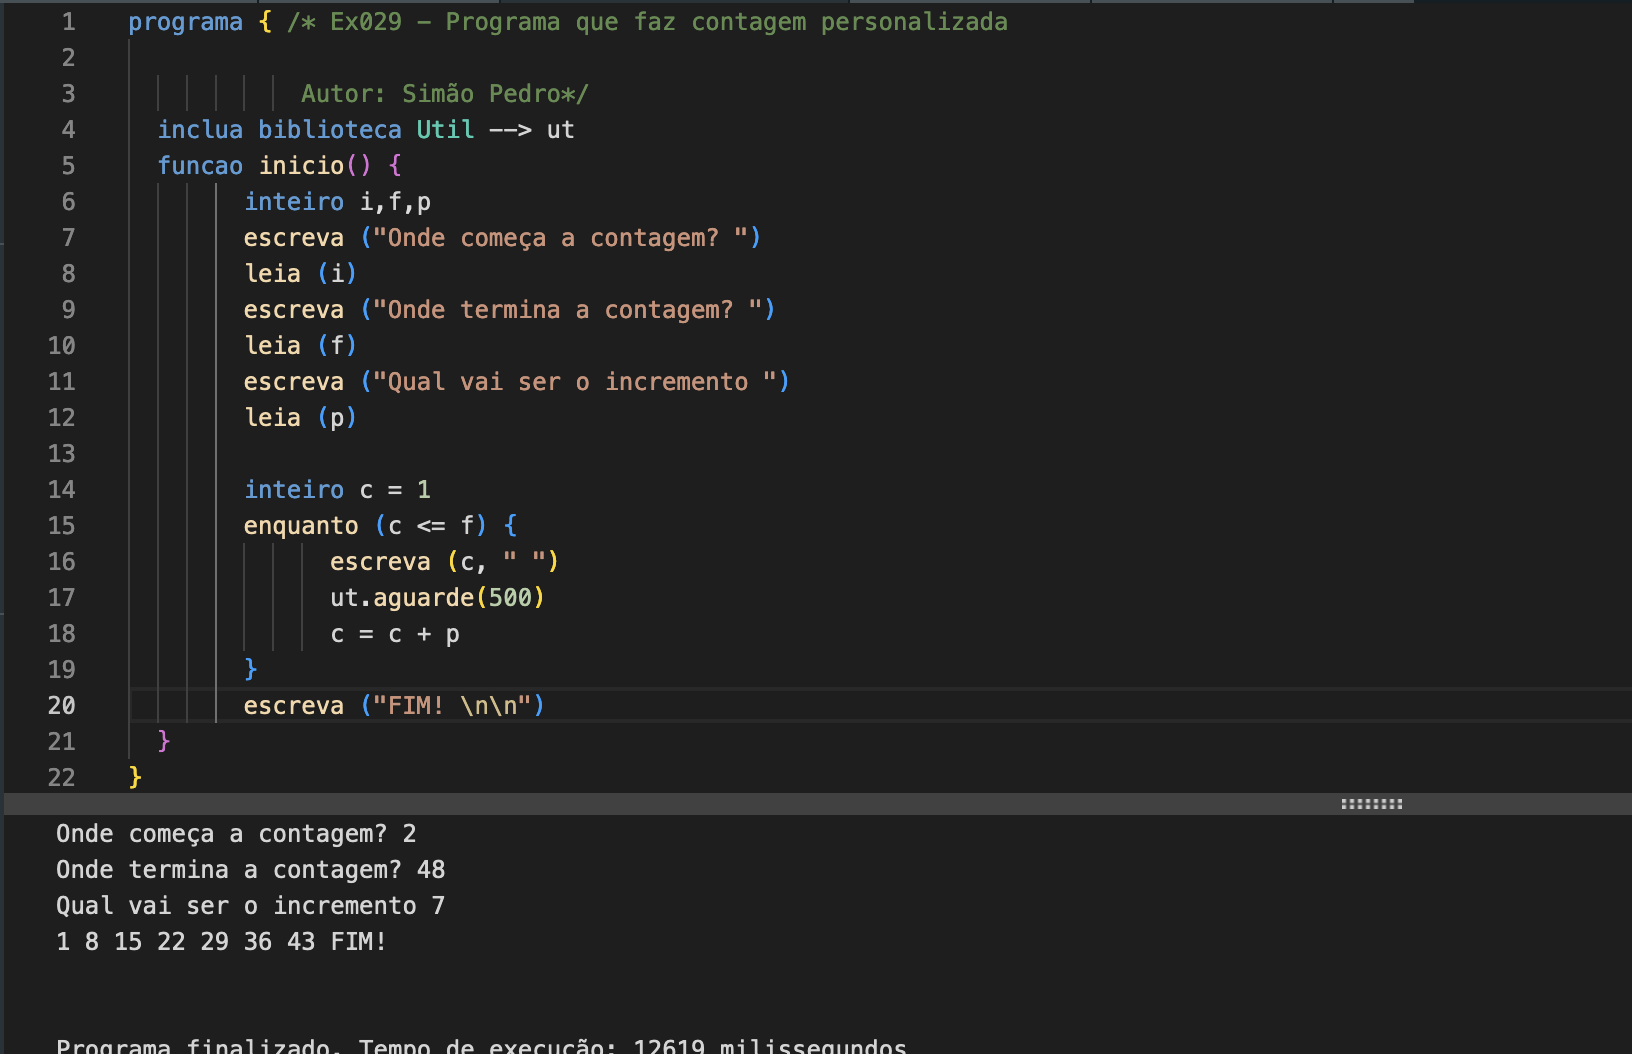 1 programa { /* Ex029 - Programa que faz contagem personalizada
2
3 Autor: Simão Pedro*/
4 inclua biblioteca Util --> ut
5 funcao inicio() {
6 inteiro i,f,p
7 escreva ("Onde começa a contagem? ")
8 leia (i)
9 escreva ("Onde termina a contagem? ")
10 leia (f)
11 escreva ("Qual vai ser o incremento ")
12 leia (p)
13
14 inteiro c = 1
15 enquanto (c <= f) {
16 escreva (c, " ")
17 ut.aguarde(500)
18 c = c + p
19 }
20 escreva ("FIM! \n\n")
21 }
22 }
Onde começa a contagem? 2
Onde termina a contagem? 48
Qual vai ser o incremento 7
1 8 15 22 29 36 43 FIM!
Programa finalizado. Tempo de execução: 12619 milissegundos